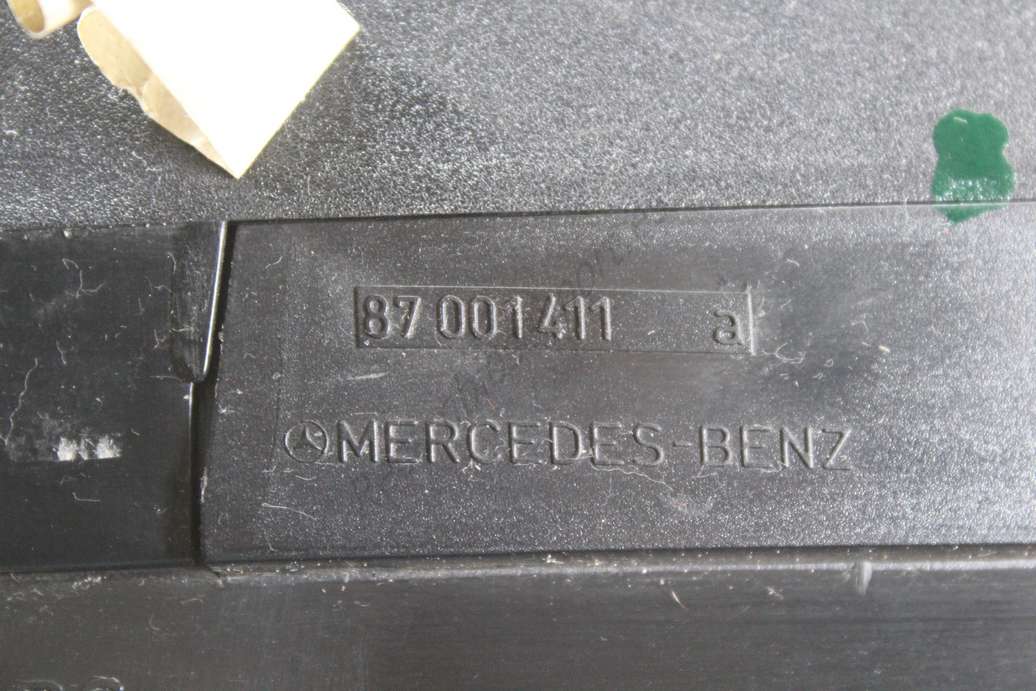 87 001411 a
MERCEDES-BENZ